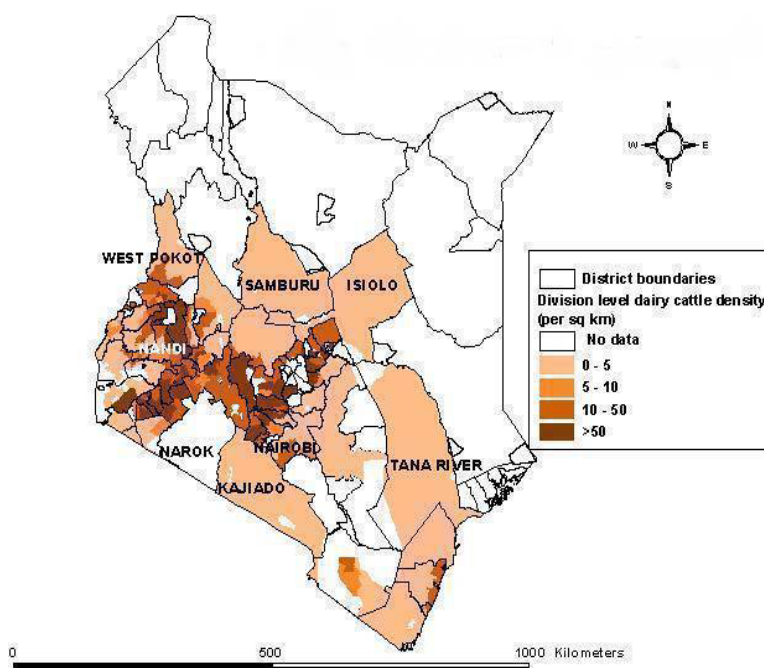 N
W E
S
WEST POKOT
SAMBURU
ISIOLO
NANDI
NAROK
NAIROBI
KAJIADO
TANA RIVER
District boundaries
Division level dairy cattle density
(per sq km)
No data
0 - 5
5 - 10
10 - 50
>50
0 500 1000 Kilometers